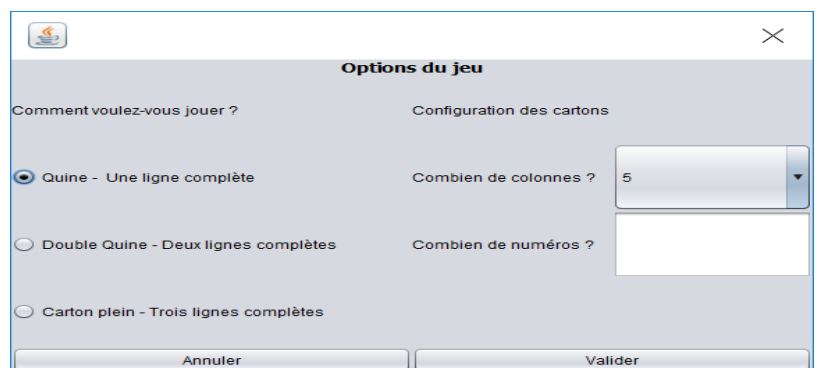 Options du jeu
Comment voulez-vous jouer ?
Configuration des cartons
Quine - Une ligne complète
Combien de colonnes ?
5
Double Quine - Deux lignes complètes
Combien de numéros ?
Carton plein - Trois lignes complètes
Annuler
Valider